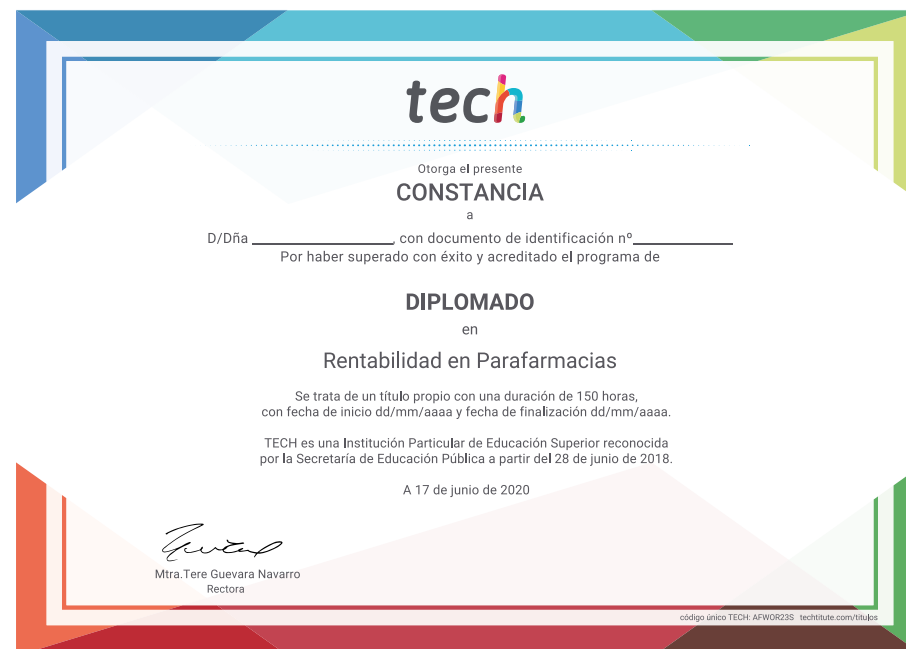 tech
Otorga el presente
CONSTANCIA
a
D/Dña ____________________, con documento de identificación nº______________
Por haber superado con éxito y acreditado el programa de
DIPLOMADO
en
Rentabilidad en Parafarmacias
Se trata de un título propio con una duración de 150 horas,
con fecha de inicio dd/mm/aaaa y fecha de finalización dd/mm/aaaa.
TECH es una Institución Particular de Educación Superior reconocida
por la Secretaría de Educación Pública a partir del 28 de junio de 2018.
A 17 de junio de 2020
Mtra.Tere Guevara Navarro
Rectora
código único TECH: AFWOR23S techtitute.com/titulos